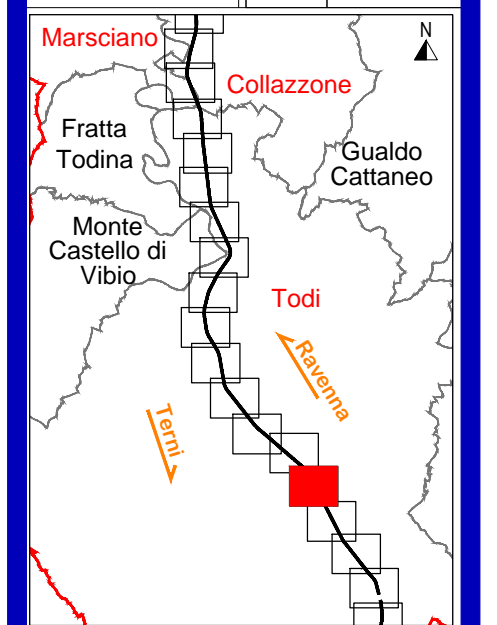 N
Marsciano
Collazzone
Fratta
Todina
Gualdo
Cattaneo
Monte
Castello di
Vibio
Todi
Ravenna
Terni